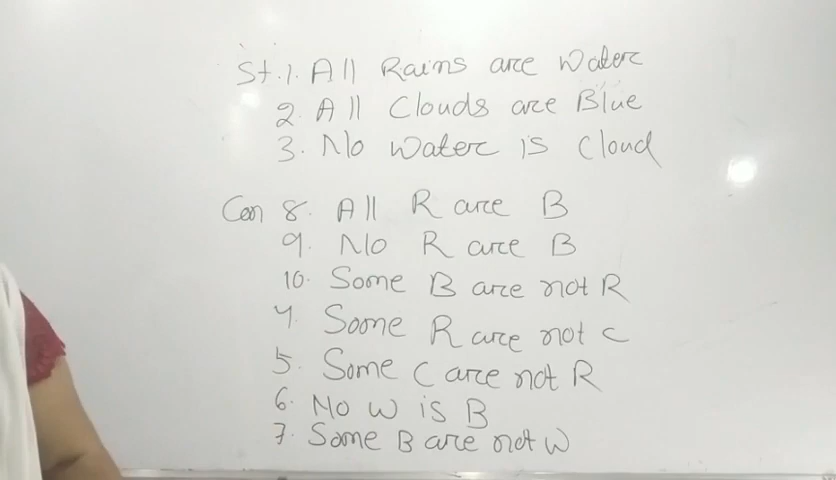 St. 1. All Rains are Water
2. All Clouds are Blue
3. No Water is Cloud
Con 8. All R are B
9. No R are B
10. Some B are not R
4. Some R are not C
5. Some C are not R
6. No W is B
7. Some B are not W